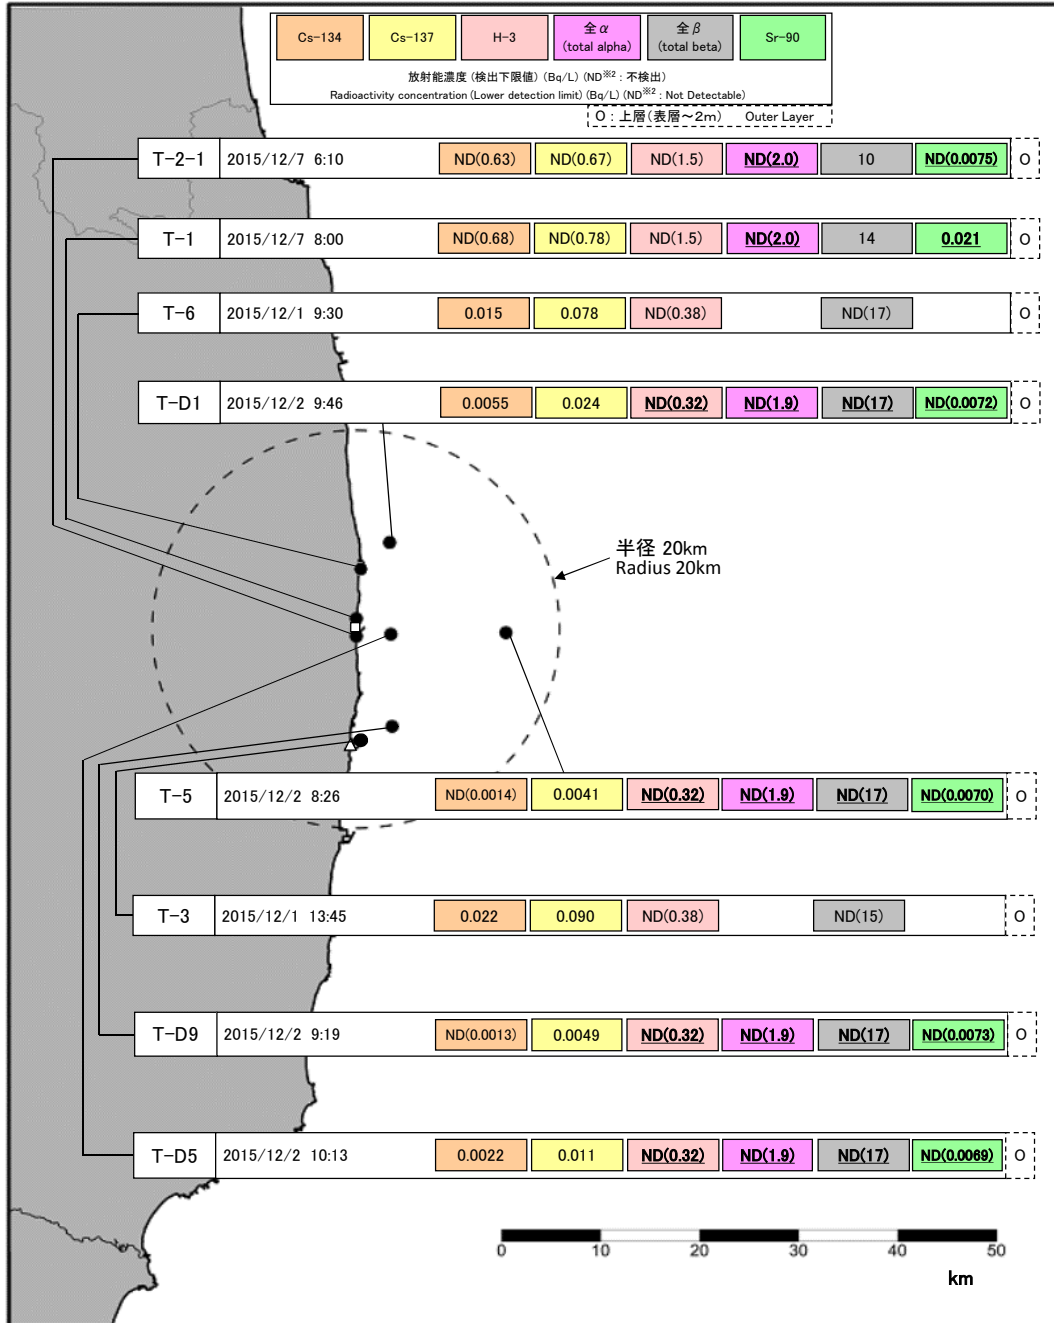 Cs-134 Cs-137 H-3 全α (total alpha) 全β (total beta) Sr-90
放射能濃度 (検出下限値) (Bq/L) (ND※2 : 不検出)
Radioactivity concentration (Lower detection limit) (Bq/L) (ND※2 : Not Detectable)
O : 上層(表層～2m) Outer Layer
T-2-1 2015/12/7 6:10 ND(0.63) ND(0.67) ND(1.5) ND(2.0) 10 ND(0.0075) O
T-1 2015/12/7 8:00 ND(0.68) ND(0.78) ND(1.5) ND(2.0) 14 0.021 O
T-6 2015/12/1 9:30 0.015 0.078 ND(0.38) ND(17) O
T-D1 2015/12/2 9:46 0.0055 0.024 ND(0.32) ND(1.9) ND(17) ND(0.0072) O
半径 20km
Radius 20km
T-5 2015/12/2 8:26 ND(0.0014) 0.0041 ND(0.32) ND(1.9) ND(17) ND(0.0070) O
T-3 2015/12/1 13:45 0.022 0.090 ND(0.38) ND(15) O
T-D9 2015/12/2 9:19 ND(0.0013) 0.0049 ND(0.32) ND(1.9) ND(17) ND(0.0073) O
T-D5 2015/12/2 10:13 0.0022 0.011 ND(0.32) ND(1.9) ND(17) ND(0.0069) O
0 10 20 30 40 50
km